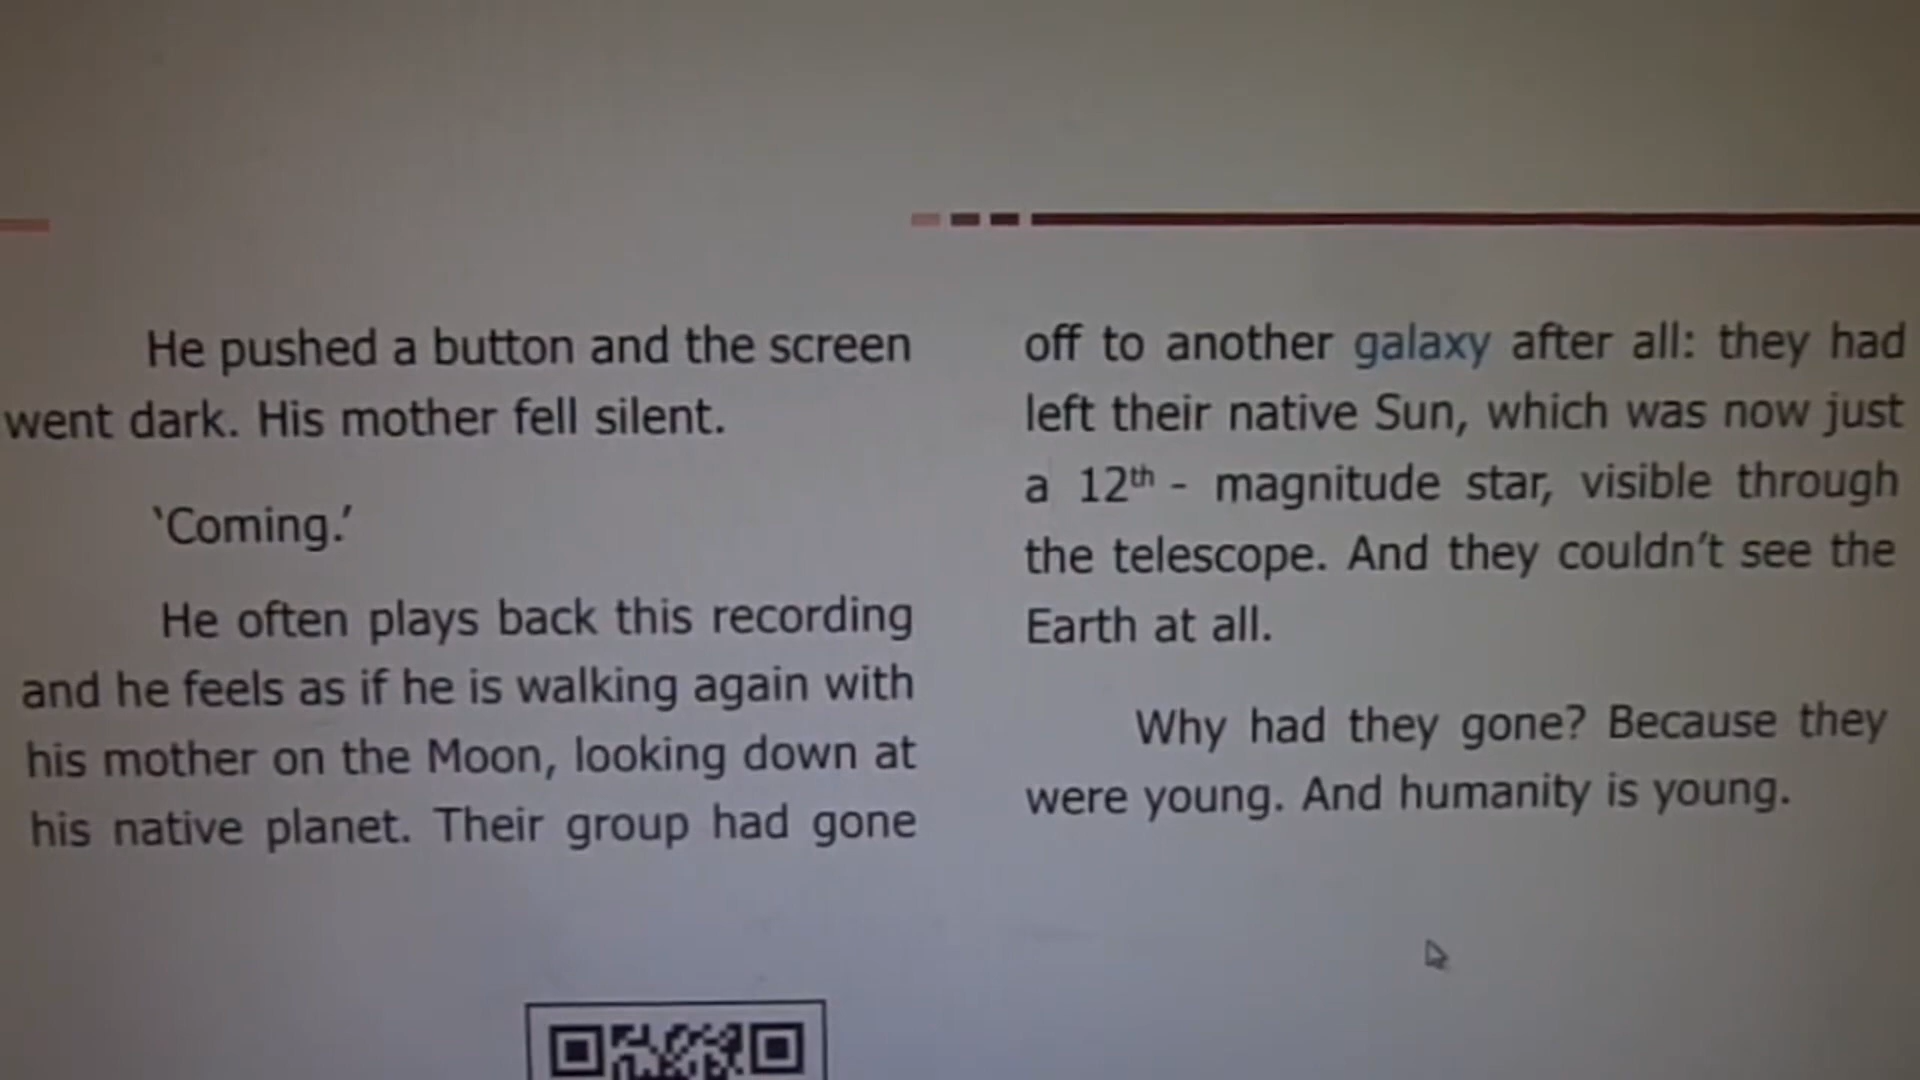 He pushed a button and the screen
went dark. His mother fell silent.
‘Coming.’
He often plays back this recording
and he feels as if he is walking again with
his mother on the Moon, looking down at
his native planet. Their group had gone
off to another galaxy after all: they had
left their native Sun, which was now just
a 12th - magnitude star, visible through
the telescope. And they couldn’t see the
Earth at all.
Why had they gone? Because they
were young. And humanity is young.